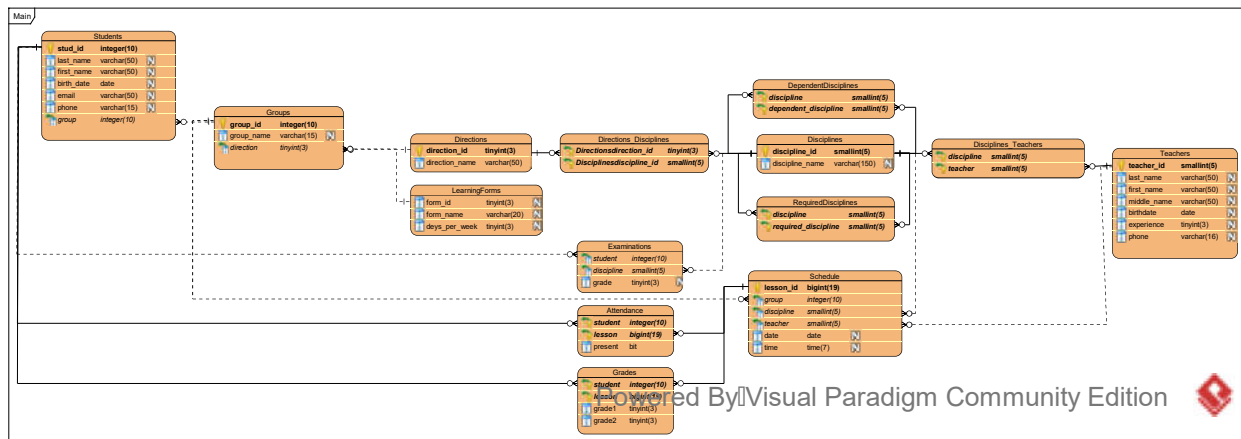 Main
Students
stud_id integer(10)
last_name varchar(50) N
first_name varchar(50) N
birth_date date N
email varchar(50) N
phone varchar(15) N
group integer(10)
Groups
group_id integer(10)
group_name varchar(15) N
direction tinyint(3)
Directions
direction_id tinyint(3)
direction_name varchar(50)
LearningForms
form_id tinyint(3) N
form_name varchar(20) N
deys_per_week tinyint(3) N
Directions_Disciplines
Directionsdirection_id tinyint(3)
Disciplinesdiscipline_id smallint(5)
DependentDisciplines
discipline smallint(5)
dependent_discipline smallint(5)
Disciplines
discipline_id smallint(5)
discipline_name varchar(150) N
RequiredDisciplines
discipline smallint(5)
required_discipline smallint(5)
Disciplines_Teachers
discipline smallint(5)
teacher smallint(5)
Teachers
teacher_id smallint(5)
last_name varchar(50) N
first_name varchar(50) N
middle_name varchar(50) N
birthdate date N
experience tinyint(3) N
phone varchar(16) N
Examinations
student integer(10)
discipline smallint(5)
grade tinyint(3) N
Schedule
lesson_id bigint(19)
group integer(10)
discipline smallint(5)
teacher smallint(5)
date date N
time time(7) N
Attendance
student integer(10)
lesson bigint(19)
present bit
Grades
student integer(10)
lesson bigint(19)
grade1 tinyint(3)
grade2 tinyint(3)
Powered By Visual Paradigm Community Edition